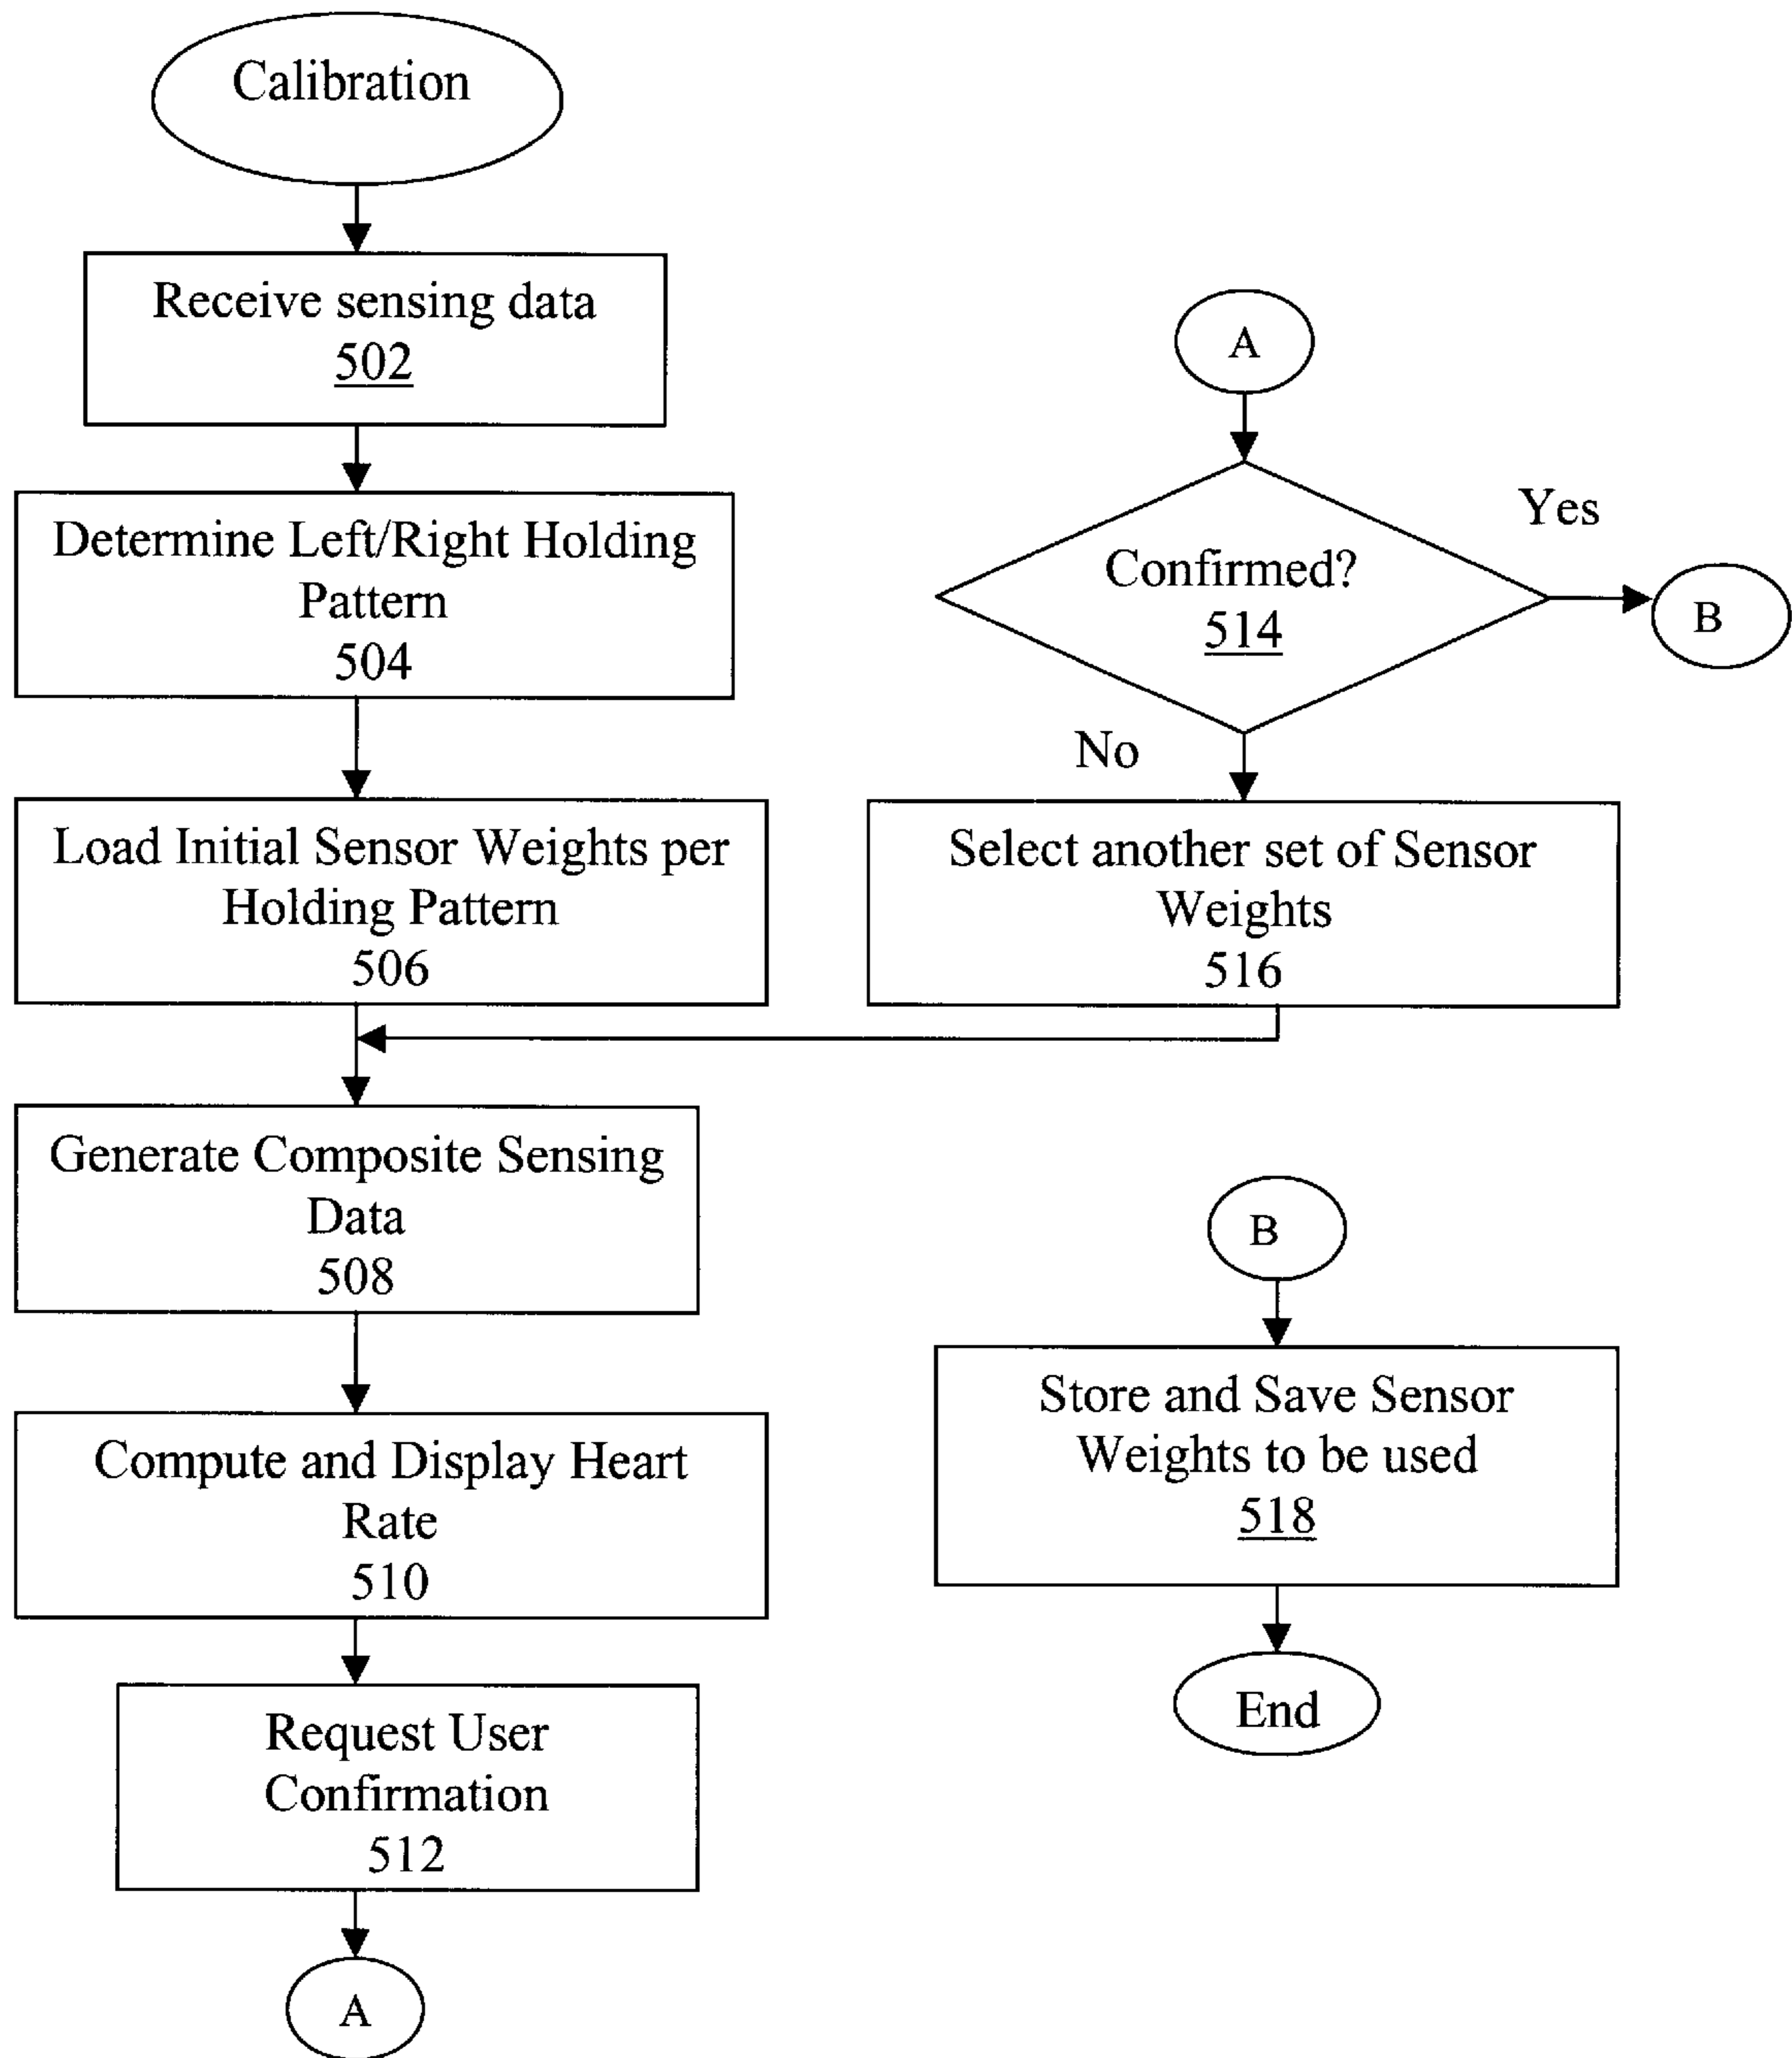 Calibration
Receive sensing data
502
Determine Left/Right Holding
Pattern
504
Load Initial Sensor Weights per
Holding Pattern
506
Generate Composite Sensing
Data
508
Compute and Display Heart
Rate
510
Request User
Confirmation
512
A
A
Confirmed?
514
Yes
B
No
Select another set of Sensor
Weights
516
B
Store and Save Sensor
Weights to be used
518
End